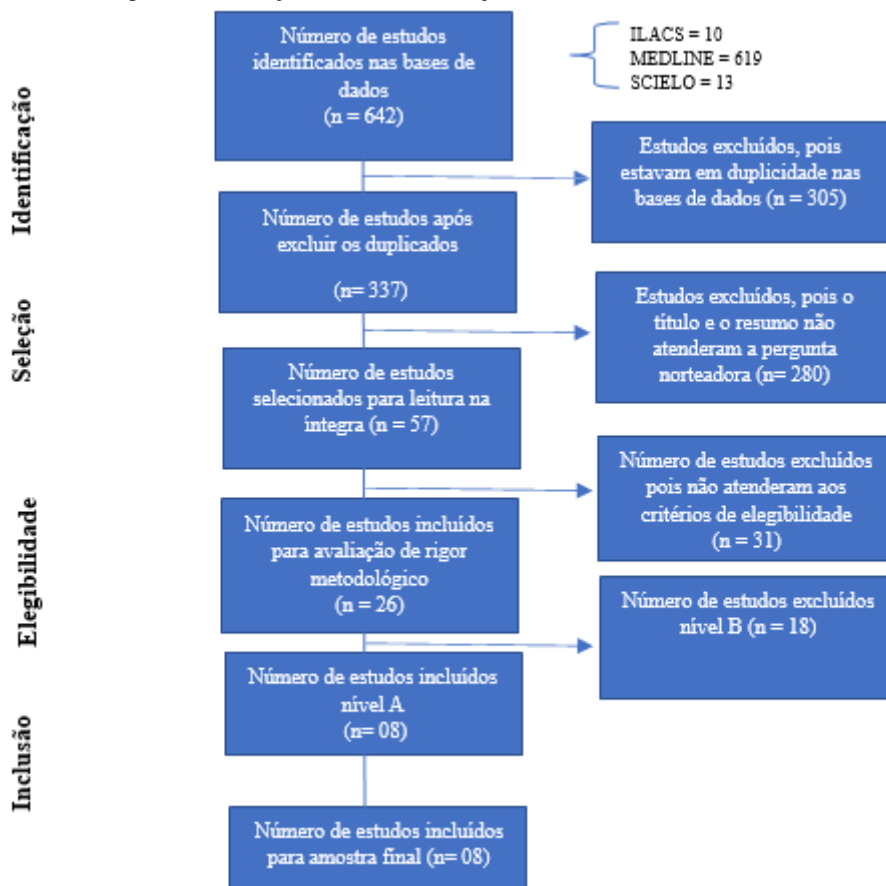 Número de estudos
identificados nas bases de
dados
(n = 642)
ILACS = 10
MEDLINE = 619
SCIELO = 13
Identificação
Estudos excluídos, pois
estavam em duplicidade nas
bases de dados (n = 305)
Número de estudos após
excluir os duplicados
(n= 337)
Seleção
Estudos excluídos, pois o
título e o resumo não
atenderam a pergunta
norteadora (n= 280)
Número de estudos
selecionados para leitura na
íntegra (n = 57)
Elegibilidade
Número de estudos excluídos
pois não atenderam aos
critérios de elegibilidade
(n = 31)
Número de estudos incluídos
para avaliação de rigor
metodológico
(n = 26)
Número de estudos excluídos
nível B (n = 18)
Inclusão
Número de estudos incluídos
nível A
(n= 08)
Número de estudos incluídos
para amostra final (n= 08)